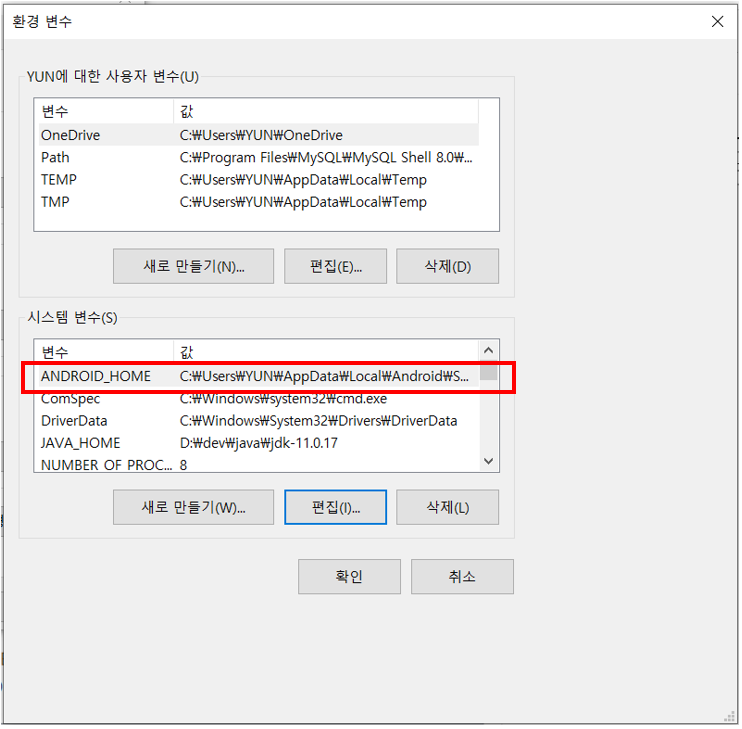 환경 변수
YUN에 대한 사용자 변수(U)
변수 값
OneDrive C:₩Users₩YUN₩OneDrive
Path C:₩Program Files₩MySQL₩MySQL Shell 8.0₩...
TEMP C:₩Users₩YUN₩AppData₩Local₩Temp
TMP C:₩Users₩YUN₩AppData₩Local₩Temp
새로 만들기(N)... 편집(E)... 삭제(D)
시스템 변수(S)
변수 값
ANDROID_HOME C:₩Users₩YUN₩AppData₩Local₩Android₩S...
ComSpec C:₩Windows₩system32₩cmd.exe
DriverData C:₩Windows₩System32₩Drivers₩DriverData
JAVA_HOME D:₩dev₩java₩jdk-11.0.17
NUMBER_OF_PROC... 8
새로 만들기(W)... 편집(I)... 삭제(L)
확인 취소